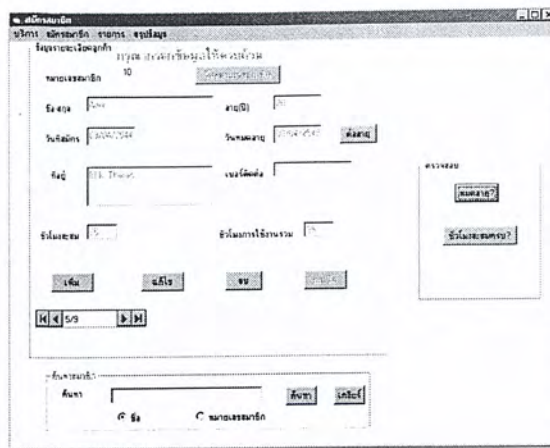 สมัครสมาชิก
บริการ สมัครสมาชิก รายการ สรุปข้อมูล
ข้อมูลรายละเอียดลูกค้า
กรุณากรอกข้อมูลให้ครบถ้วน
หมายเลขสมาชิก 10
ชื่อ สกุล อายุ(ปี)
วันที่สมัคร วันหมดอายุ ต่ออายุ
ที่อยู่ เบอร์ติดต่อ
ตรวจสอบ
หมดอายุ?
ชั่วโมงสะสมครบ?
ชั่วโมงสะสม ชั่วโมงการใช้งานรวม
เพิ่ม แก้ไข ลบ
5/9
ค้นหาสมาชิก
ค้นหา ค้นหา เคลียร์
ชื่อ หมายเลขสมาชิก